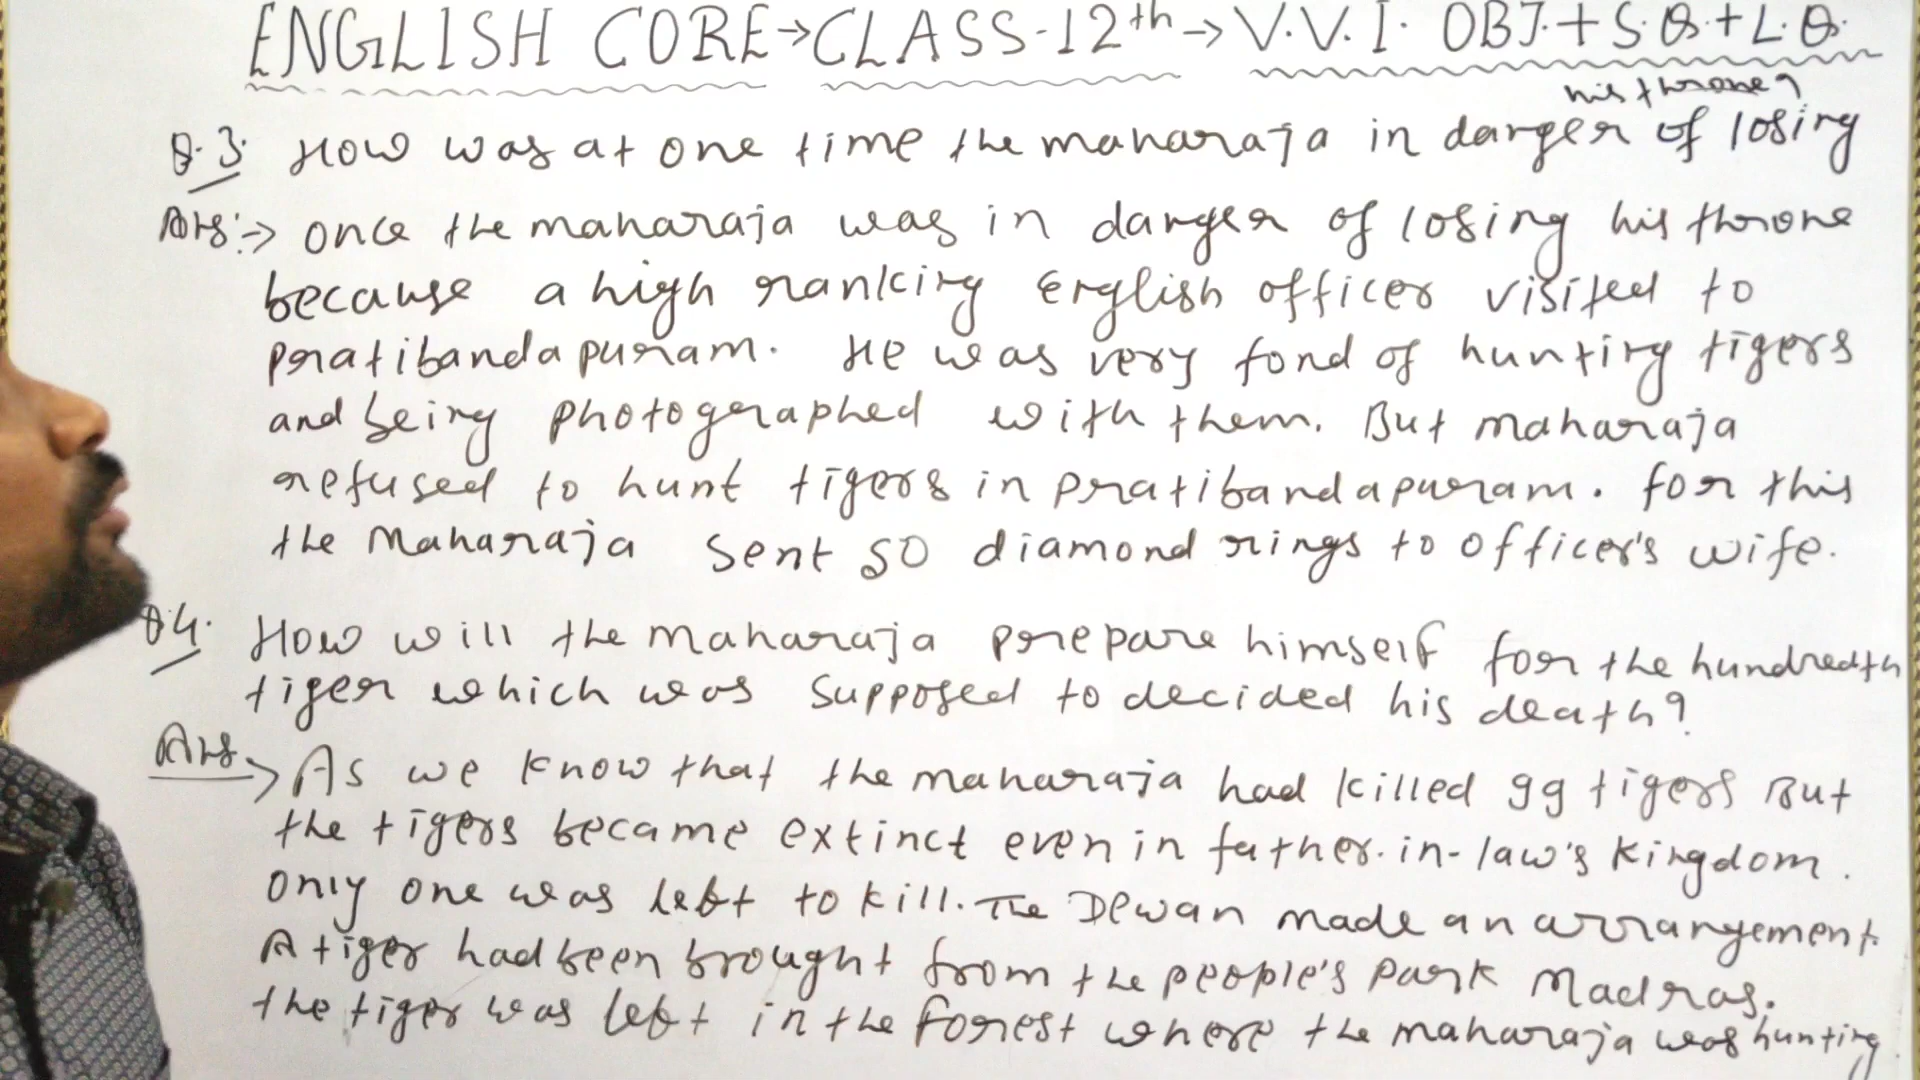 ENGLISH CORE→CLASS-12th→V.V.I. OBJ.+S.Q.+L.Q.
his throne?
Q.3. How was at one time the maharaja in danger of losing
Ans:→ once the maharaja was in danger of losing his throne
because a high ranking English officer visited to
pratibandapuram. He was very fond of hunting tigers
and being photographed with them. But maharaja
refused to hunt tigers in pratibandapuram. for this
the Maharaja sent 50 diamond rings to officer's wife.
Q4. How will the maharaja prepare himself for the hundredth
tiger which was supposed to decided his death?
Ans→ As we know that the maharaja had killed 99 tigers But
the tigers became extinct even in father-in-law's kingdom.
only one was left to kill. The Dewan made an arrangement.
A tiger had been brought from the people's park Madras.
the tiger was left in the forest where the maharaja was hunting